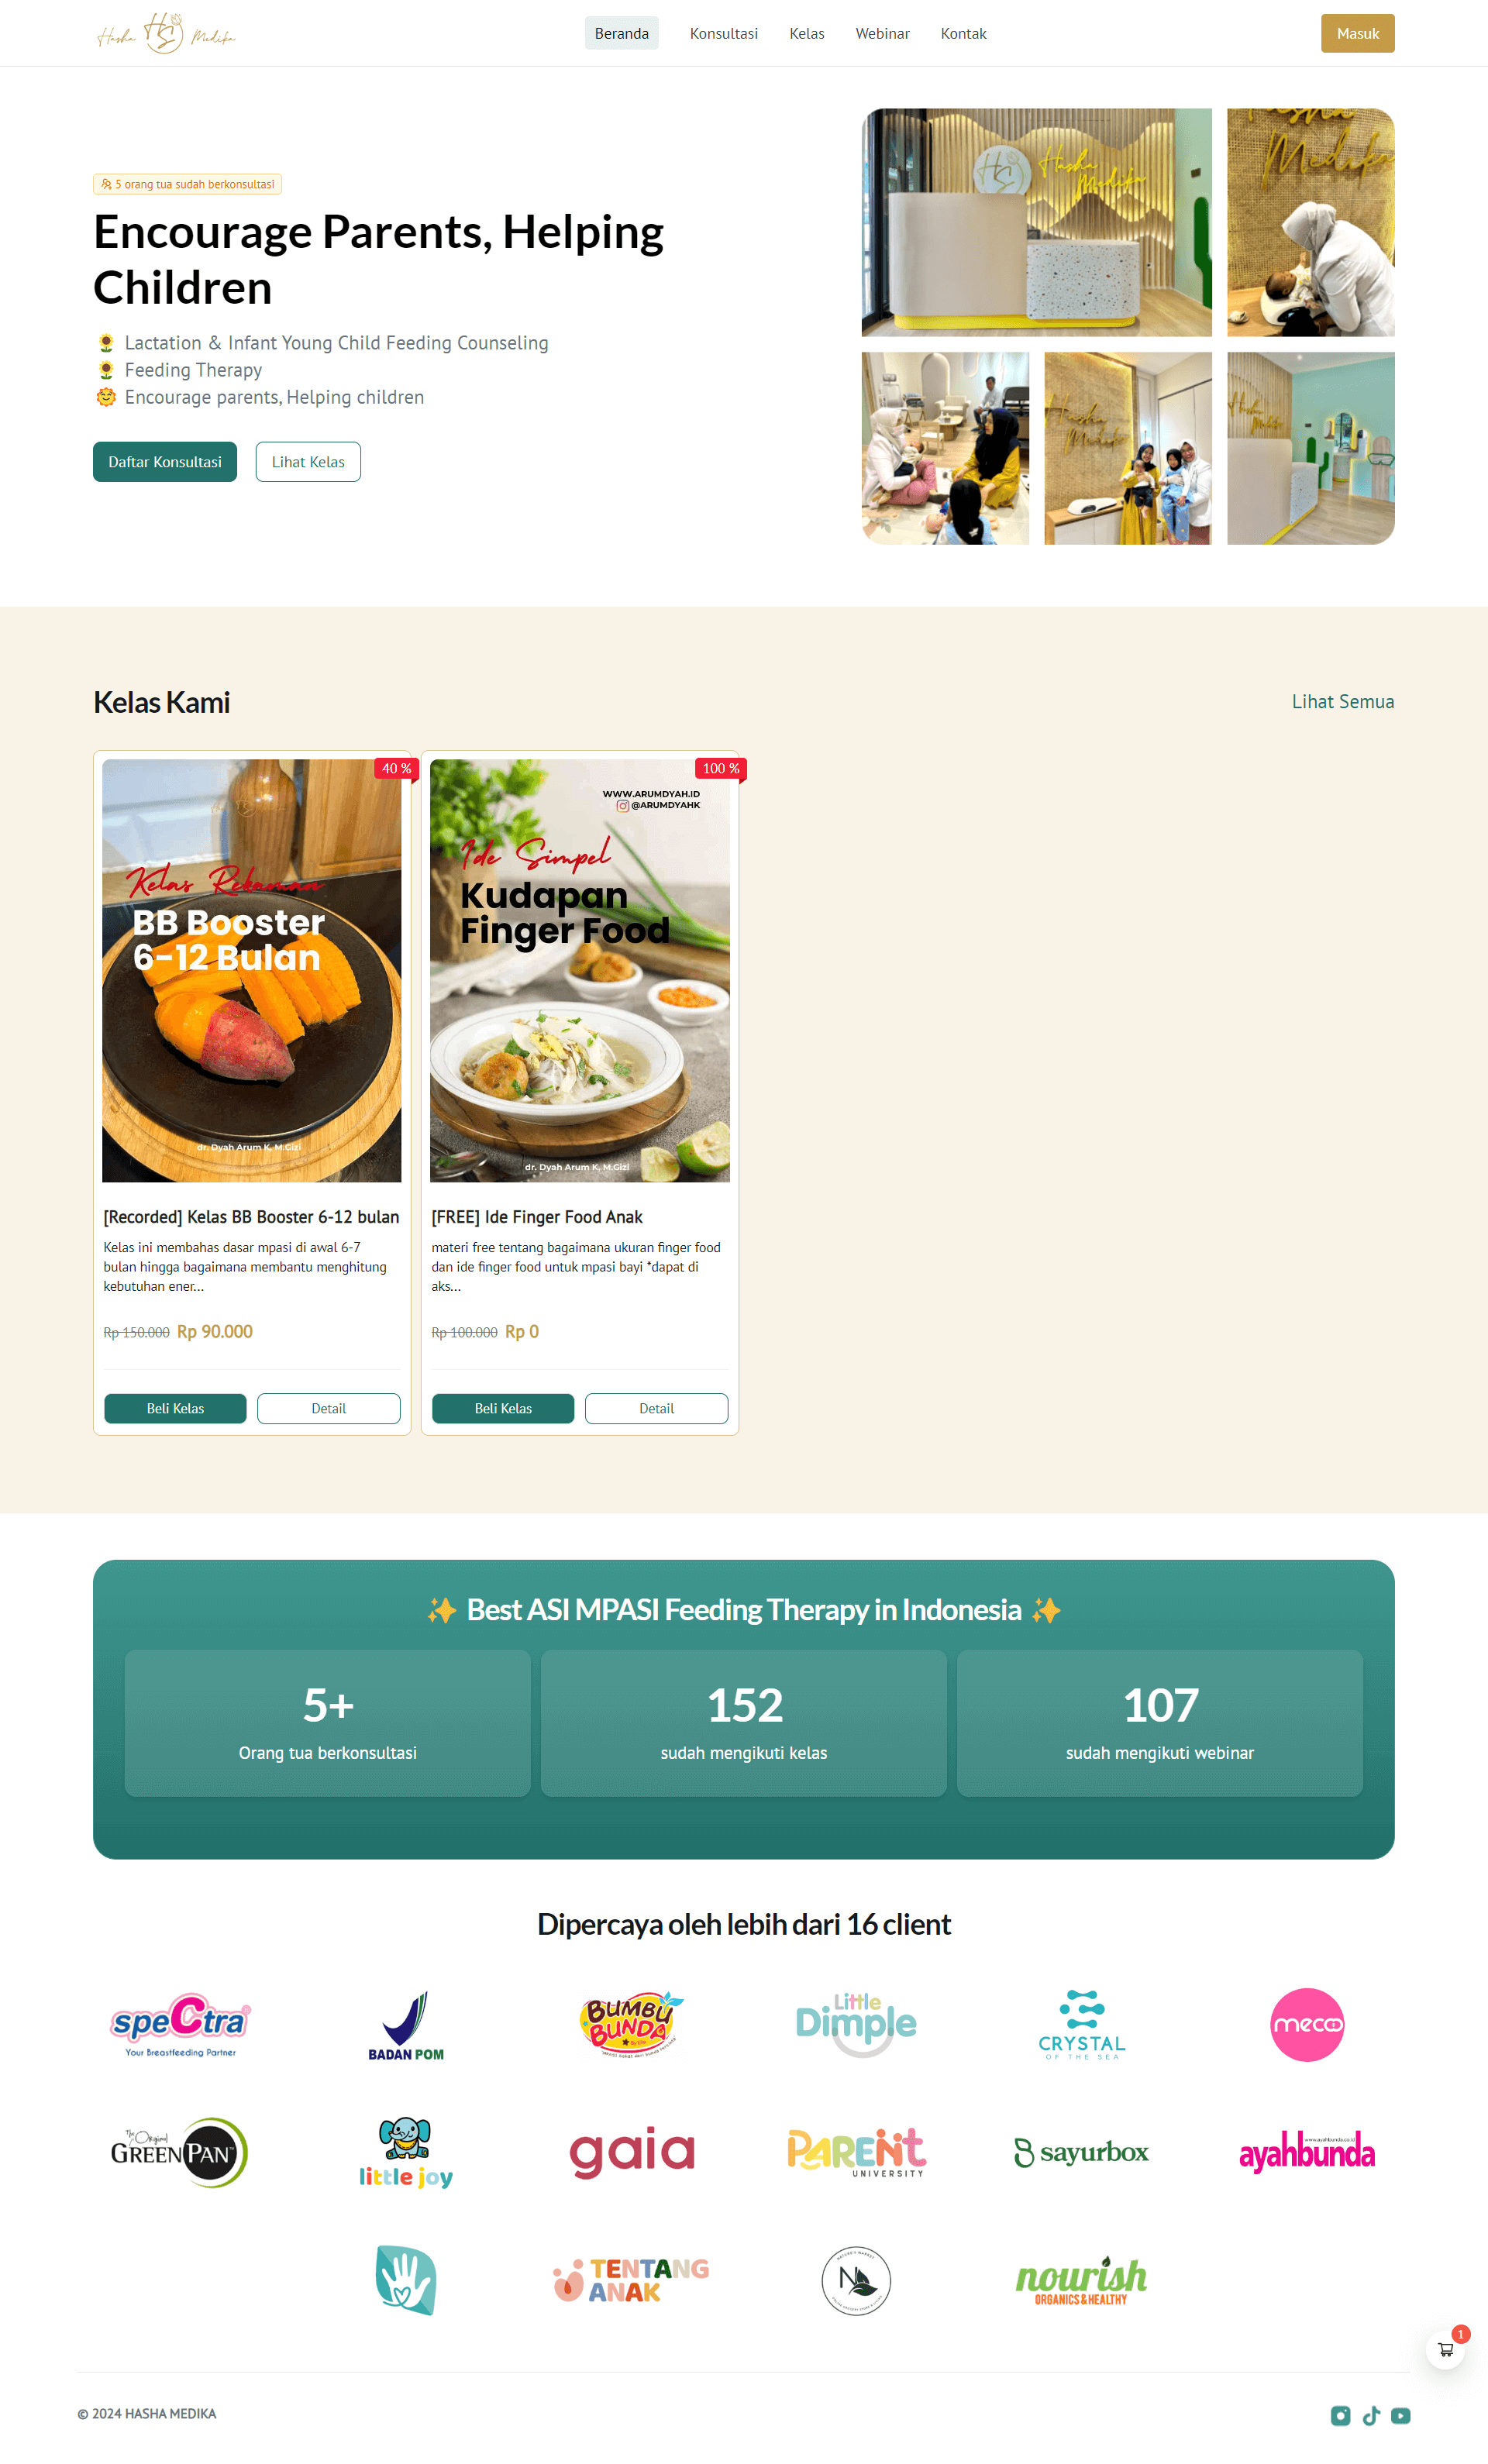 Hasha HS Medika
Beranda
Konsultasi
Kelas
Webinar
Kontak
Masuk
5 orang tua sudah berkonsultasi
Encourage Parents, Helping
Children
🌻 Lactation & Infant Young Child Feeding Counseling
🌻 Feeding Therapy
🌞 Encourage parents, Helping children
Daftar Konsultasi
Lihat Kelas
Hasha
Medika
Hasha
Medika
Hasha
Medika
Hasha
Medika
Kelas Kami
Lihat Semua
40 %
Kelas Rekaman
BB Booster
6-12 Bulan
dr. Dyah Arum K, M.Gizi
[Recorded] Kelas BB Booster 6-12 bulan
Kelas ini membahas dasar mpasi di awal 6-7
bulan hingga bagaimana membantu menghitung
kebutuhan ener...
Rp 150.000 Rp 90.000
Beli Kelas
Detail
100 %
WWW.ARUMDYAH.ID
@ARUMDYAHK
Ide Simpel
Kudapan
Finger Food
dr. Dyah Arum K, M.Gizi
[FREE] Ide Finger Food Anak
materi free tentang bagaimana ukuran finger food
dan ide finger food untuk mpasi bayi *dapat di
aks...
Rp 100.000 Rp 0
Beli Kelas
Detail
✨ Best ASI MPASI Feeding Therapy in Indonesia ✨
5+
Orang tua berkonsultasi
152
sudah mengikuti kelas
107
sudah mengikuti webinar
Dipercaya oleh lebih dari 16 client
speCtra
Your Breastfeeding Partner
BADAN POM
BUMBU
BUNDA
Little
Dimple
CRYSTAL
OF THE SEA
meco
The Original
GREENPAN™
little joy
gaia
PARENt
UNIVERSITY
sayurbox
ayahbunda
TENTANG
ANAK
N
nourish
ORGANICS & HEALTHY
1
© 2024 HASHA MEDIKA